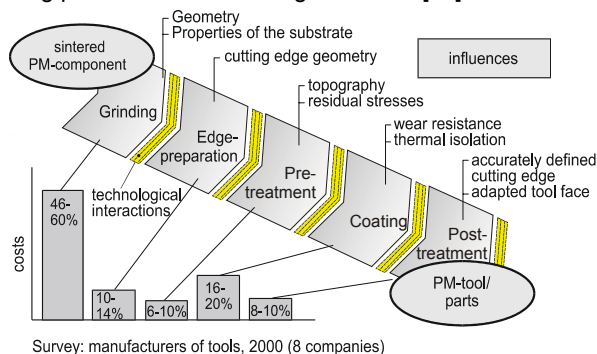 Geometry
Properties of the substrate
sintered
PM-component
cutting edge geometry
influences
topography
residual stresses
Grinding
wear resistance
thermal isolation
Edge-
preparation
accurately defined
cutting edge
adapted tool face
Pre-
treatment
technological
interactions
Coating
Post-
treatment
46-
60%
costs
10-
14%
6-10%
16-
20%
8-10%
PM-tool/
parts
Survey: manufacturers of tools, 2000 (8 companies)